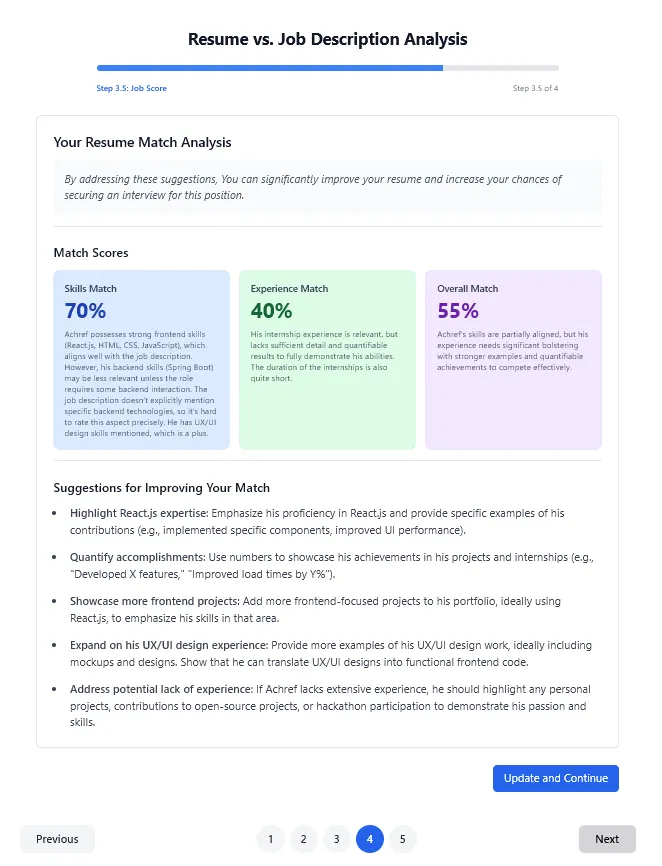 Resume vs. Job Description Analysis
Step 3.5: Job Score
Step 3.5 of 4
Your Resume Match Analysis
By addressing these suggestions, You can significantly improve your resume and increase your chances of
securing an interview for this position.
Match Scores
Skills Match
70%
Achref possesses strong frontend skills
(React.js, HTML, CSS, JavaScript), which
aligns well with the job description.
However, his backend skills (Spring Boot)
may be less relevant unless the role
requires some backend interaction. The
job description doesn't explicitly mention
specific backend technologies, so it's hard
to rate this aspect precisely. He has UX/UI
design skills mentioned, which is a plus.
Experience Match
40%
His internship experience is relevant, but
lacks sufficient detail and quantifiable
results to fully demonstrate his abilities.
The duration of the internships is also
quite short.
Overall Match
55%
Achref's skills are partially aligned, but his
experience needs significant bolstering
with stronger examples and quantifiable
achievements to compete effectively.
Suggestions for Improving Your Match
• Highlight React.js expertise: Emphasize his proficiency in React.js and provide specific examples of his
contributions (e.g., implemented specific components, improved UI performance).
• Quantify accomplishments: Use numbers to showcase his achievements in his projects and internships (e.g.,
"Developed X features," "Improved load times by Y%").
• Showcase more frontend projects: Add more frontend-focused projects to his portfolio, ideally using
React.js, to emphasize his skills in that area.
• Expand on his UX/UI design experience: Provide more examples of his UX/UI design work, ideally including
mockups and designs. Show that he can translate UX/UI designs into functional frontend code.
• Address potential lack of experience: If Achref lacks extensive experience, he should highlight any personal
projects, contributions to open-source projects, or hackathon participation to demonstrate his passion and
skills.
Update and Continue
Previous
1 2 3 4 5
Next